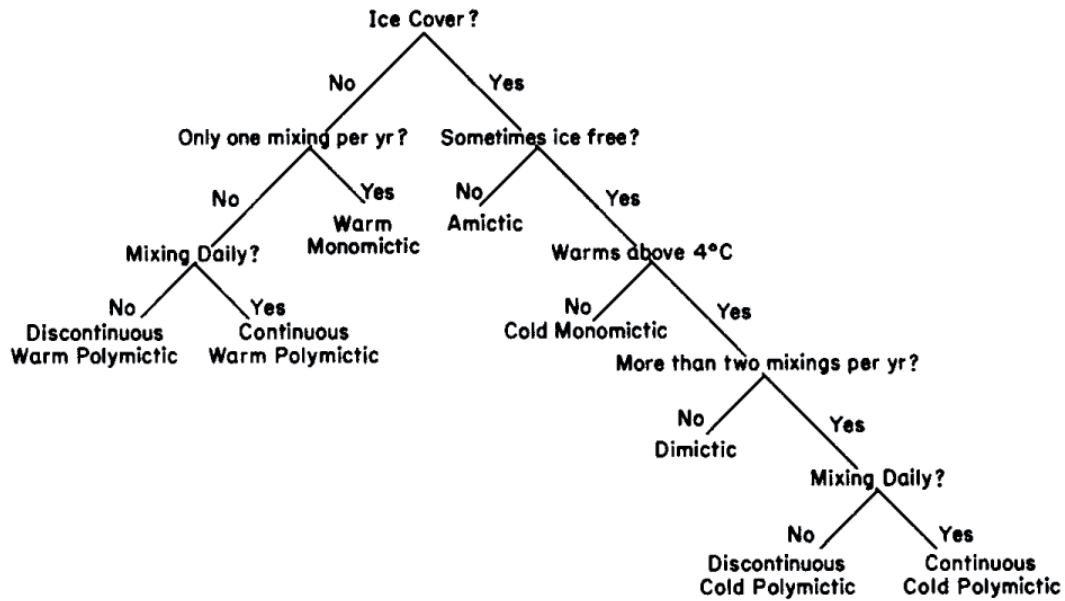 Ice Cover?
No
Yes
Only one mixing per yr?
Sometimes ice free?
No
Yes
No
Yes
Warm
Monomictic
Amictic
Mixing Daily?
Warms above 4°C
No
Yes
No
Yes
Discontinuous
Warm Polymictic
Continuous
Warm Polymictic
Cold Monomictic
More than two mixings per yr?
No
Yes
Dimictic
Mixing Daily?
No
Yes
Discontinuous
Cold Polymictic
Continuous
Cold Polymictic